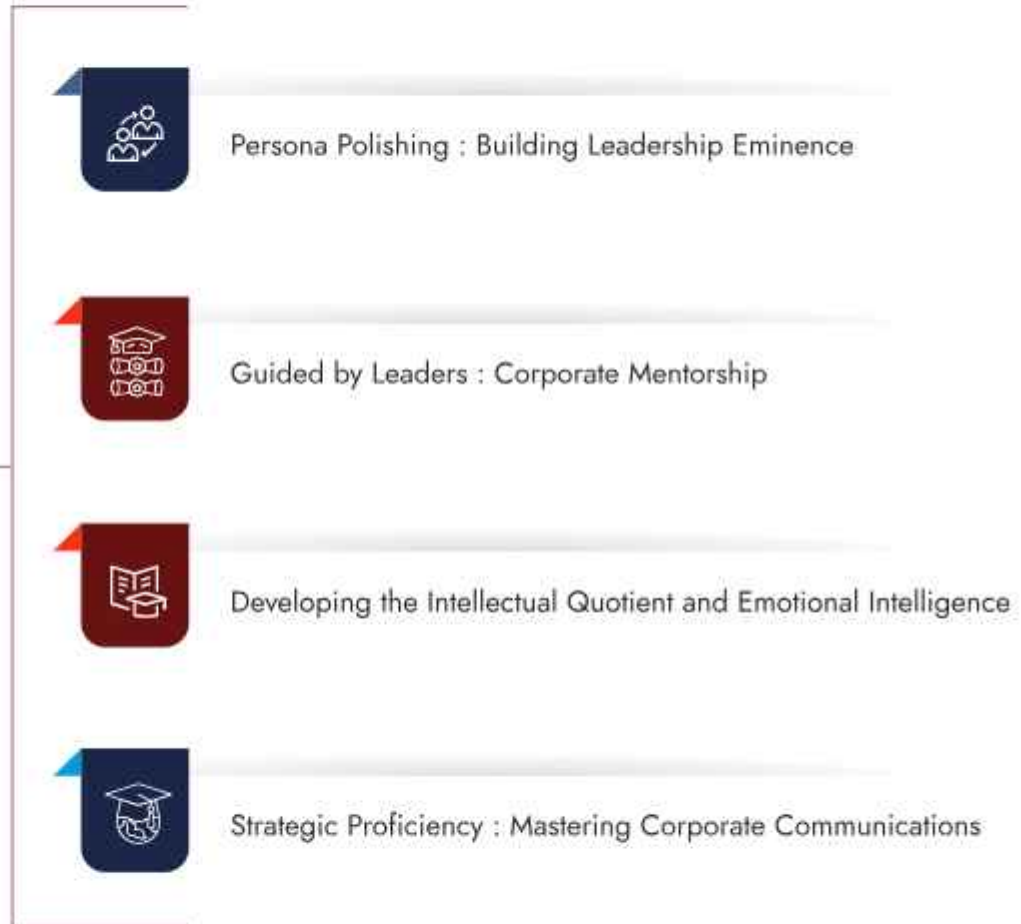 Persona Polishing : Building Leadership Eminence
Guided by Leaders : Corporate Mentorship
Developing the Intellectual Quotient and Emotional Intelligence
Strategic Proficiency : Mastering Corporate Communications